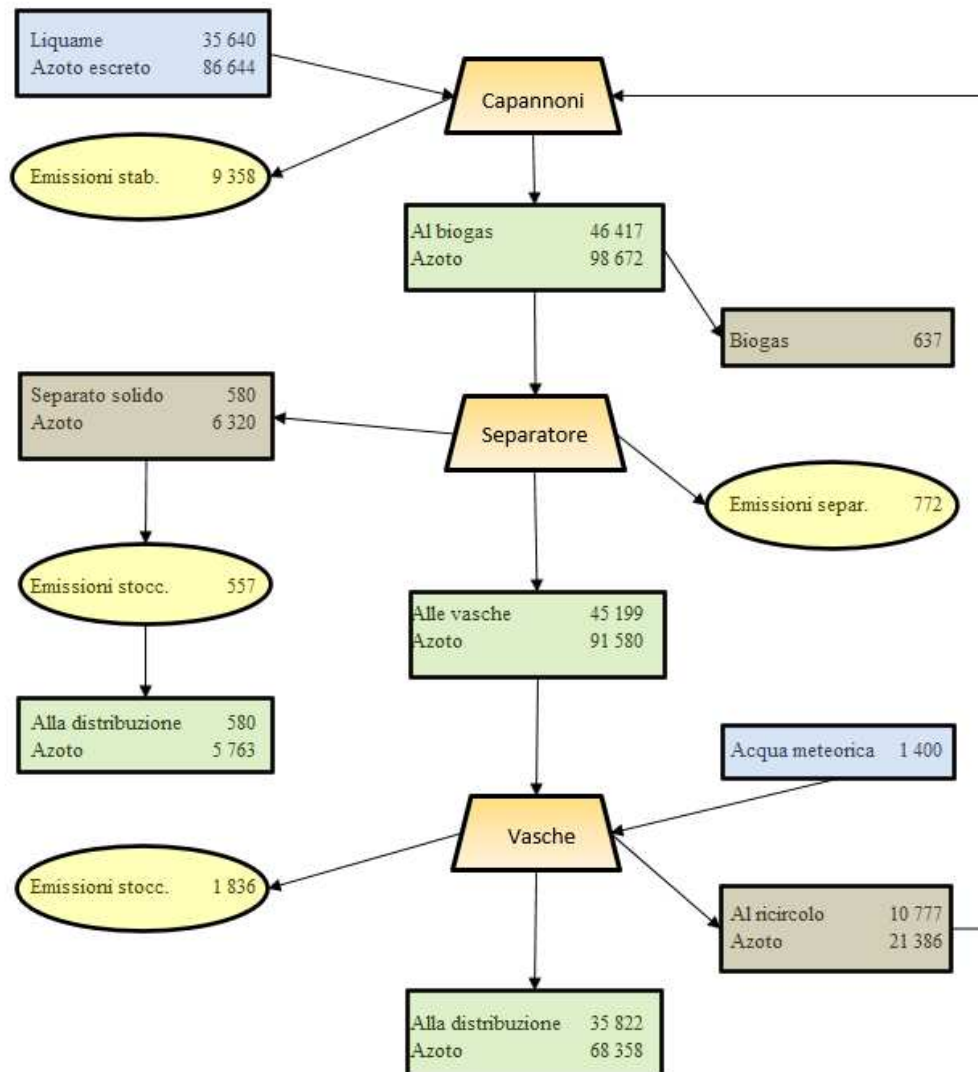 Liquame 35 640
Azoto escreto 86 644
Capannoni
Emissioni stab. 9 358
Al biogas 46 417
Azoto 98 672
Biogas 637
Separato solido 580
Azoto 6 320
Separatore
Emissioni separ. 772
Emissioni stocc. 557
Alle vasche 45 199
Azoto 91 580
Alla distribuzione 580
Azoto 5 763
Acqua meteorica 1 400
Vasche
Emissioni stocc. 1 836
Al ricircolo 10 777
Azoto 21 386
Alla distribuzione 35 822
Azoto 68 358